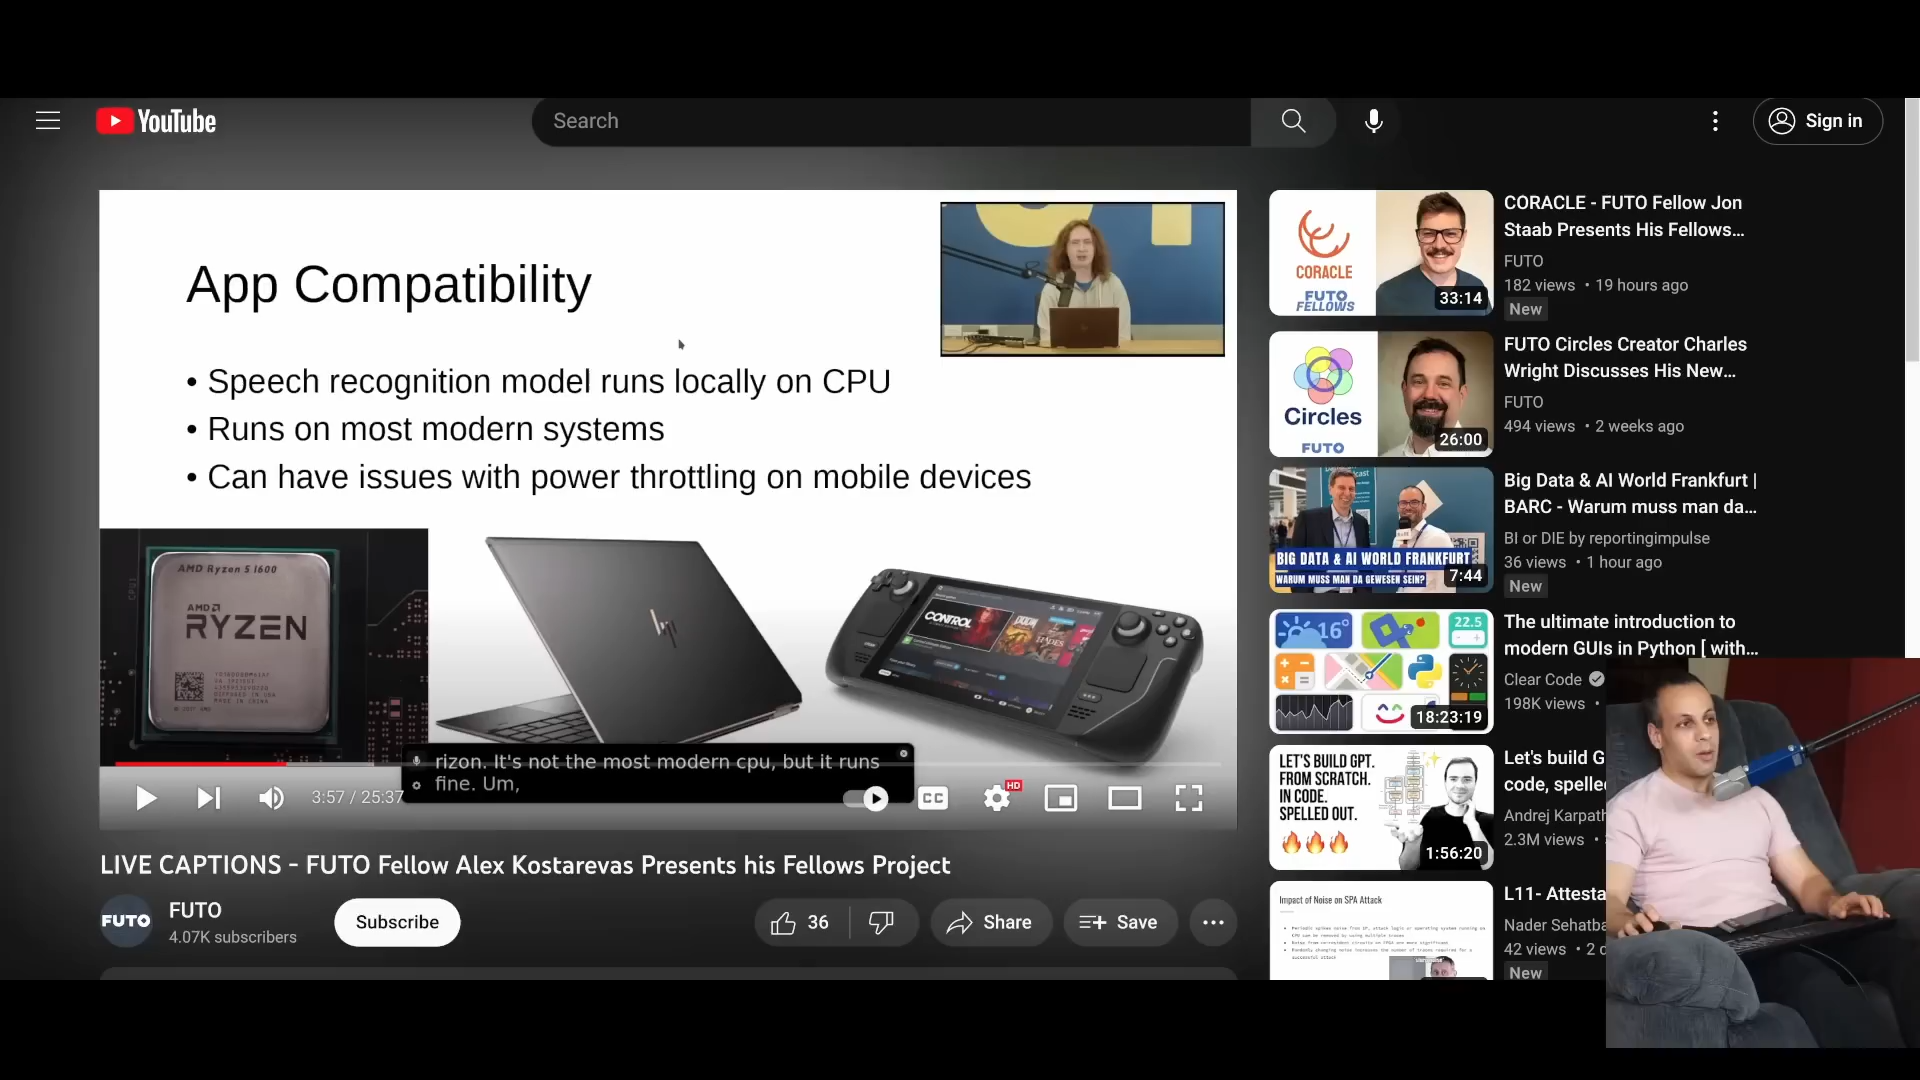 YouTube
Search
Sign in
App Compatibility
• Speech recognition model runs locally on CPU
• Runs on most modern systems
• Can have issues with power throttling on mobile devices
AMD Ryzen 5 1600
AMD
RYZEN
hp
CONTROL
rizon. It's not the most modern cpu, but it runs
fine. Um,
3:57 / 25:37
CC
HD
LIVE CAPTIONS - FUTO Fellow Alex Kostarevas Presents his Fellows Project
FUTO
FUTO
4.07K subscribers
Subscribe
36
Share
Save
CORACLE
FUTO
FELLOWS
33:14
CORACLE - FUTO Fellow Jon
Staab Presents His Fellows...
FUTO
182 views • 19 hours ago
New
Circles
FUTO
26:00
FUTO Circles Creator Charles
Wright Discusses His New...
FUTO
494 views • 2 weeks ago
BIG DATA & AI WORLD FRANKFURT
WARUM MUSS MAN DA GEWESEN SEIN?
7:44
Big Data & AI World Frankfurt |
BARC - Warum muss man da...
BI or DIE by reportingimpulse
36 views • 1 hour ago
New
16°
22.5
18:23:19
The ultimate introduction to
modern GUIs in Python [ with...
Clear Code
198K views •
LET'S BUILD GPT.
FROM SCRATCH.
IN CODE.
SPELLED OUT.
1:56:20
Let's build G
code, spelle
Andrej Karpath
2.3M views •
Impact of Noise on SPA Attack
L11- Attesta
Nader Sehatba
42 views • 2 d
New